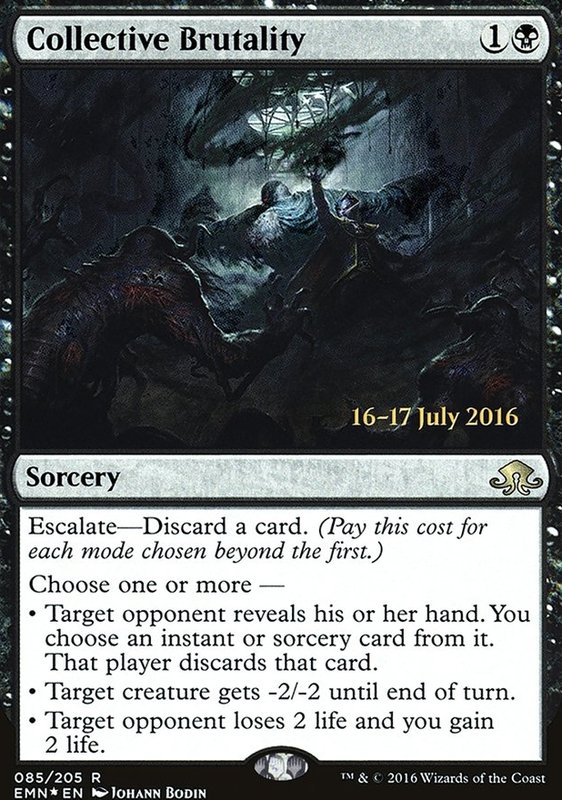 Collective Brutality 1
16–17 July 2016
Sorcery
Escalate—Discard a card. (Pay this cost for
each mode chosen beyond the first.)
Choose one or more —
• Target opponent reveals his or her hand. You
choose an instant or sorcery card from it.
That player discards that card.
• Target creature gets -2/-2 until end of turn.
• Target opponent loses 2 life and you gain
2 life.
085/205 R
EMN★EN Johann Bodin
™ & © 2016 Wizards of the Coast